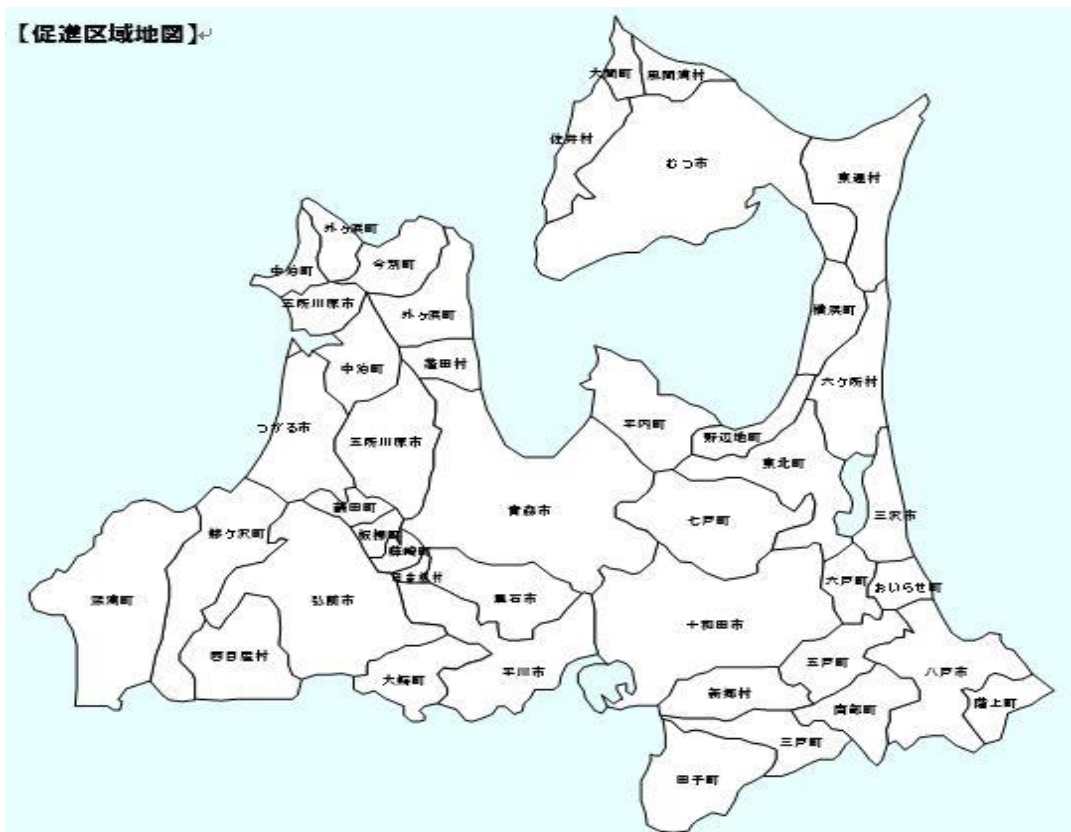 【促進区域地図】↵
大間町
風間浦村
佐井村
むつ市
東通村
外ヶ浜町
今別町
中泊町
五所川原市
外ヶ浜町
横浜町
蓬田村
中泊町
六ケ所村
つがる市
五所川原市
平内町
野辺地町
東北町
鶴田町
青森市
七戸町
三沢市
鰺ヶ沢町
板柳町
藤崎町
田舎館村
六戸町
おいらせ町
深浦町
弘前市
黒石市
十和田市
西目屋村
平川市
五戸町
八戸市
大鰐町
新郷村
南部町
階上町
三戸町
田子町